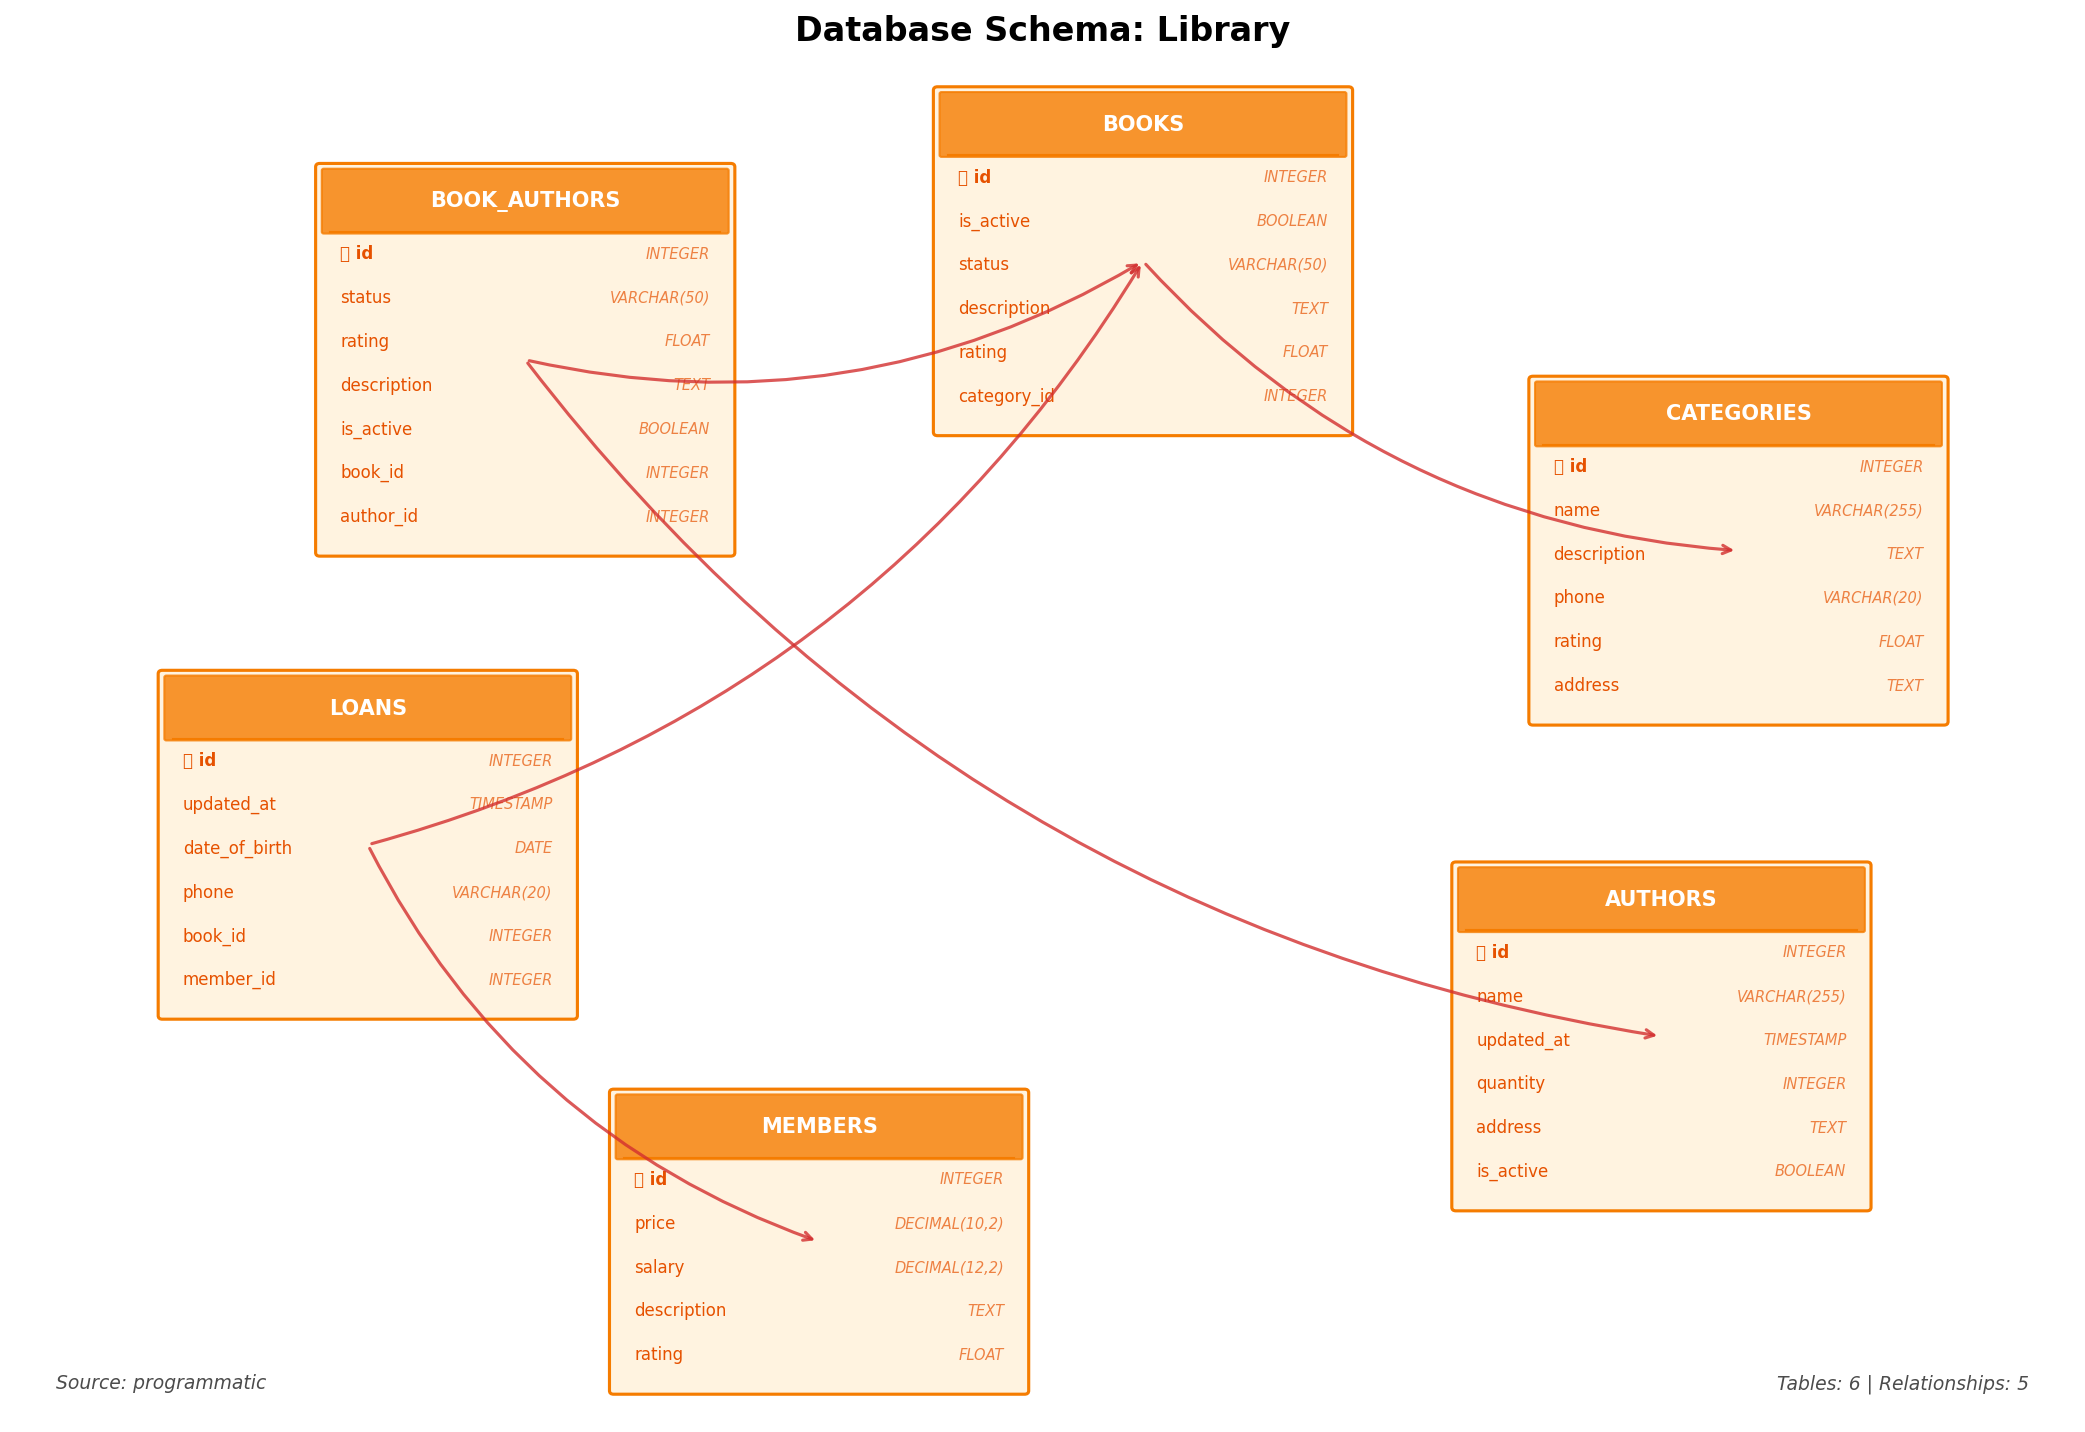 Database Schema: Library
BOOKS
id INTEGER
is_active BOOLEAN
status VARCHAR(50)
description TEXT
rating FLOAT
category_id INTEGER
BOOK_AUTHORS
id INTEGER
status VARCHAR(50)
rating FLOAT
description TEXT
is_active BOOLEAN
book_id INTEGER
author_id INTEGER
CATEGORIES
id INTEGER
name VARCHAR(255)
description TEXT
phone VARCHAR(20)
rating FLOAT
address TEXT
LOANS
id INTEGER
updated_at TIMESTAMP
date_of_birth DATE
phone VARCHAR(20)
book_id INTEGER
member_id INTEGER
AUTHORS
id INTEGER
name VARCHAR(255)
updated_at TIMESTAMP
quantity INTEGER
address TEXT
is_active BOOLEAN
MEMBERS
id INTEGER
price DECIMAL(10,2)
salary DECIMAL(12,2)
description TEXT
rating FLOAT
Source: programmatic
Tables: 6 | Relationships: 5